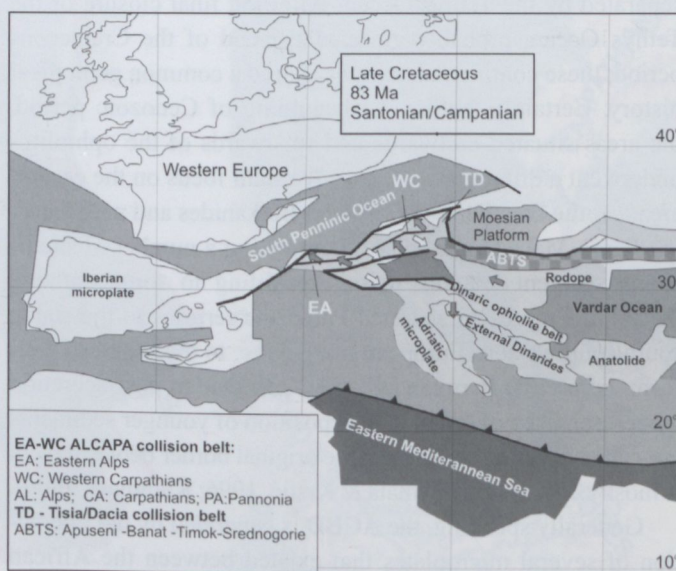 Late Cretaceous
83 Ma
Santonian/Campanian
40°
Western Europe
WC
TD
South Penninic Ocean
Moesian
Platform
ABTS
Iberian
microplate
Rodope
30°
EA
Dinaric ophiolite belt
Vardar Ocean
Adriatic
microplate
External Dinarides
Anatolide
20°
Eastern Mediterranean Sea
EA-WC ALCAPA collision belt:
EA: Eastern Alps
WC: Western Carpathians
AL: Alps; CA: Carpathians; PA:Pannonia
TD - Tisia/Dacia collision belt
ABTS: Apuseni -Banat -Timok-Srednogorie
10°